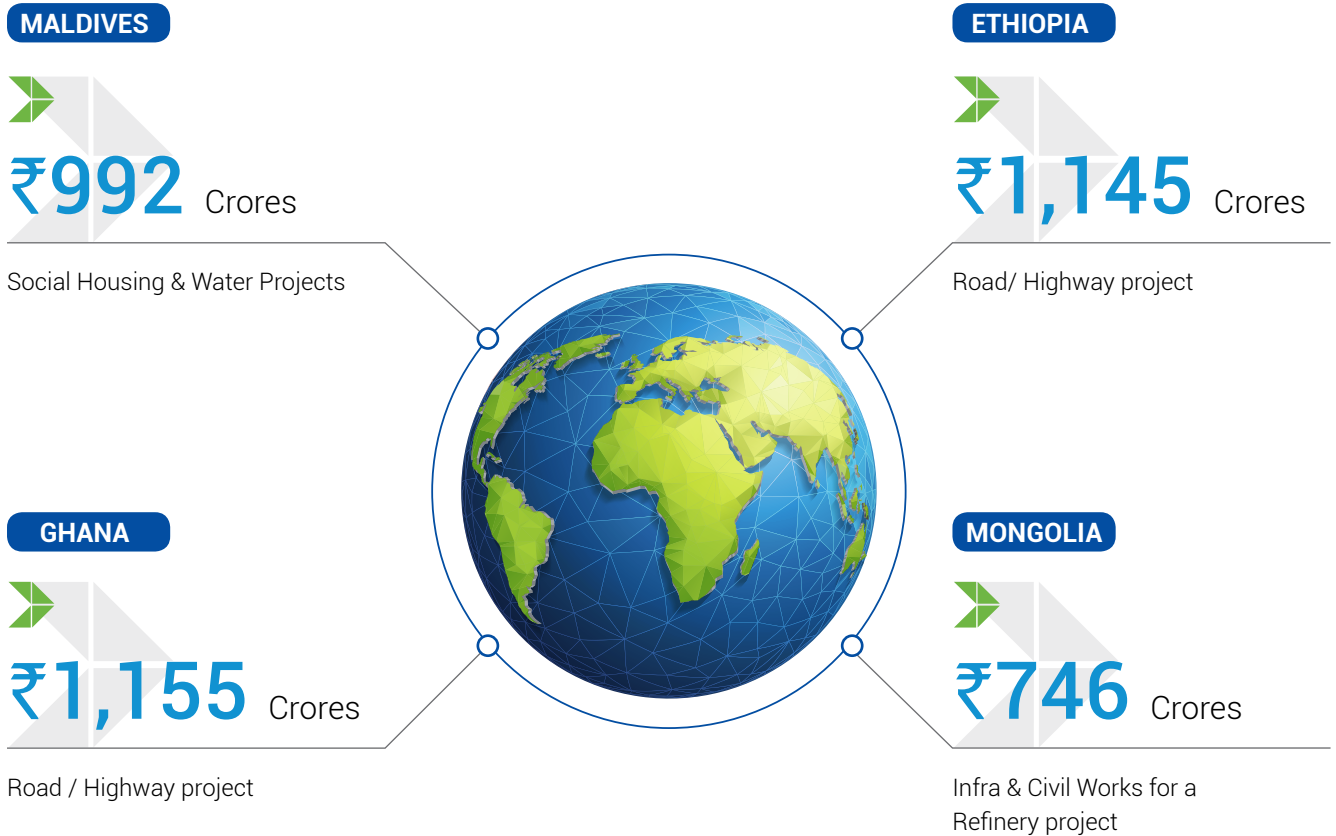 MALDIVES
₹992 Crores
Social Housing & Water Projects
ETHIOPIA
₹1,145 Crores
Road/ Highway project
GHANA
₹1,155 Crores
Road / Highway project
MONGOLIA
₹746 Crores
Infra & Civil Works for a
Refinery project